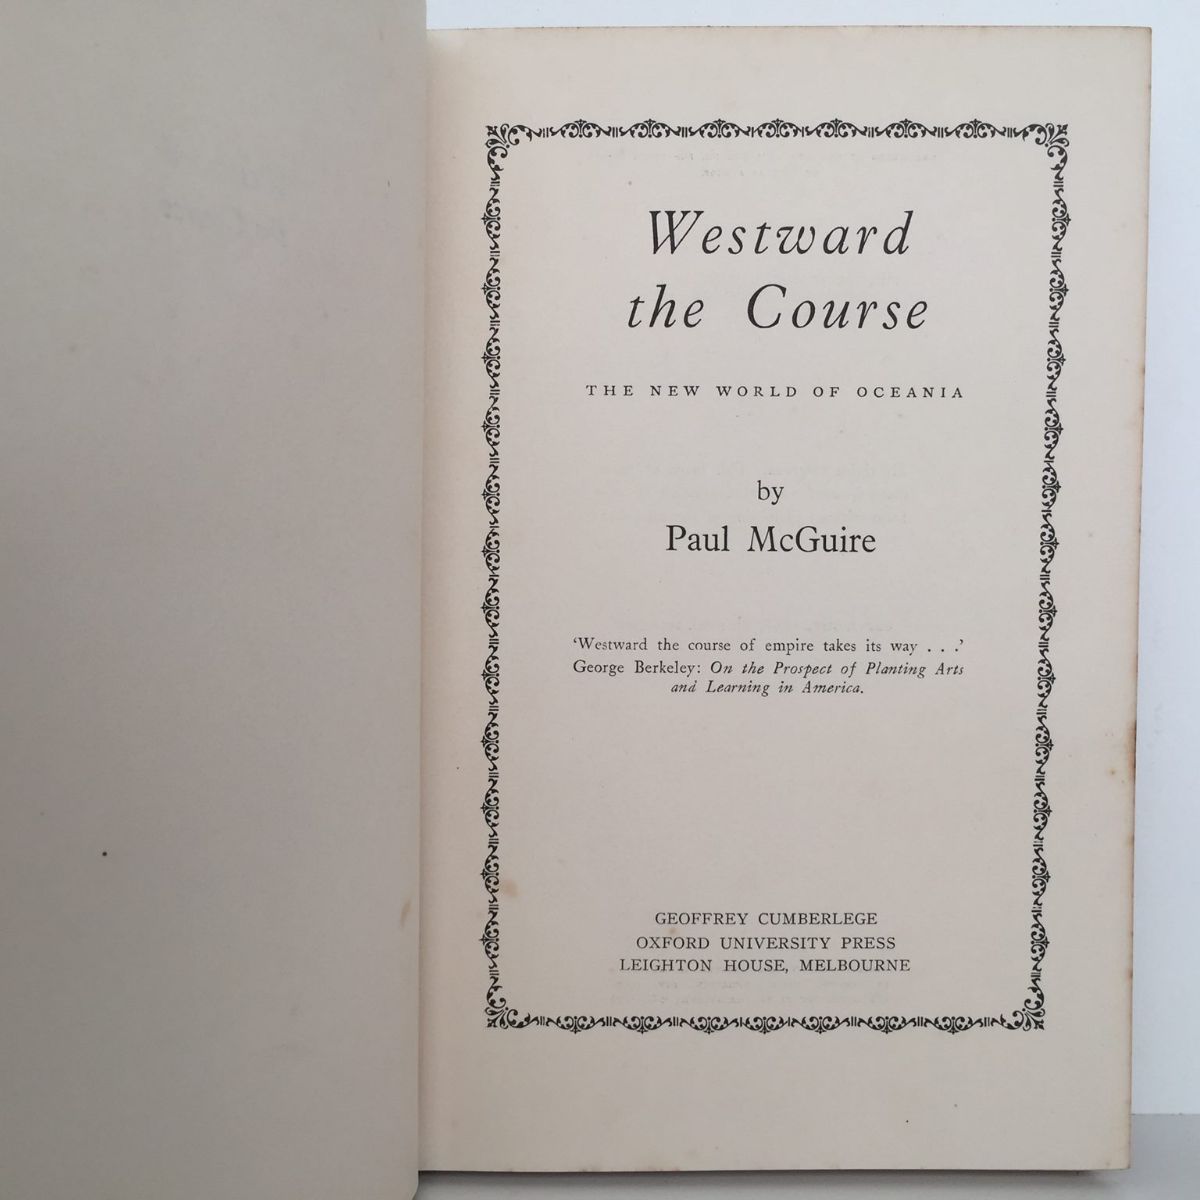 Westward
the Course
THE NEW WORLD OF OCEANIA
by
Paul McGuire
‘Westward the course of empire takes its way . . .’
George Berkeley: On the Prospect of Planting Arts
and Learning in America.
GEOFFREY CUMBERLEGE
OXFORD UNIVERSITY PRESS
LEIGHTON HOUSE, MELBOURNE